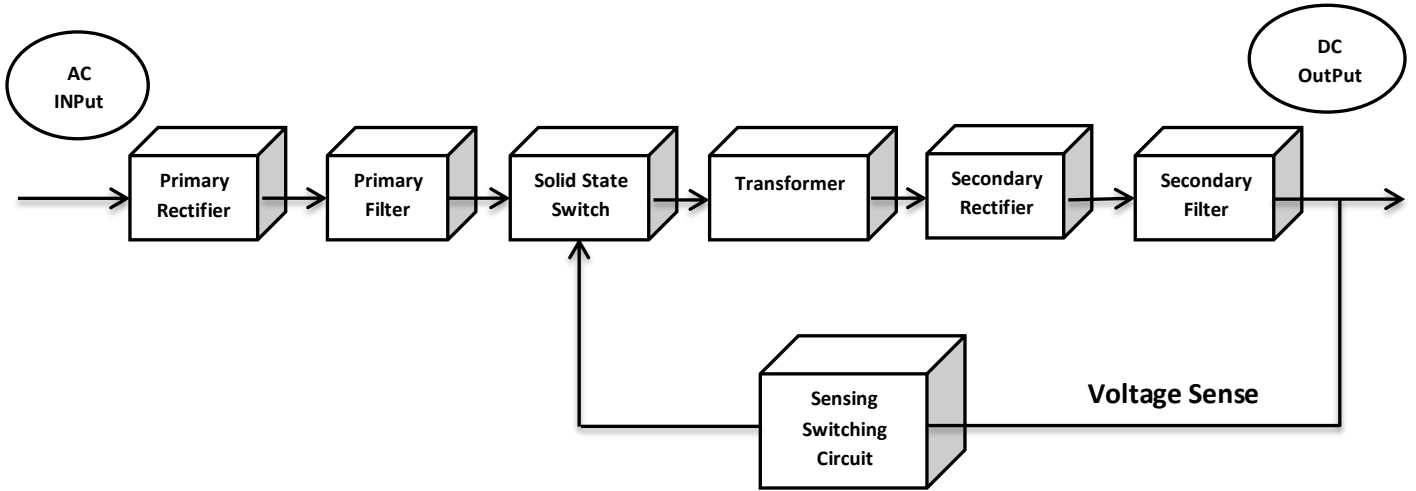 AC
INPut
DC
OutPut
Primary
Rectifier
Primary
Filter
Solid State
Switch
Transformer
Secondary
Rectifier
Secondary
Filter
Sensing
Switching
Circuit
Voltage Sense